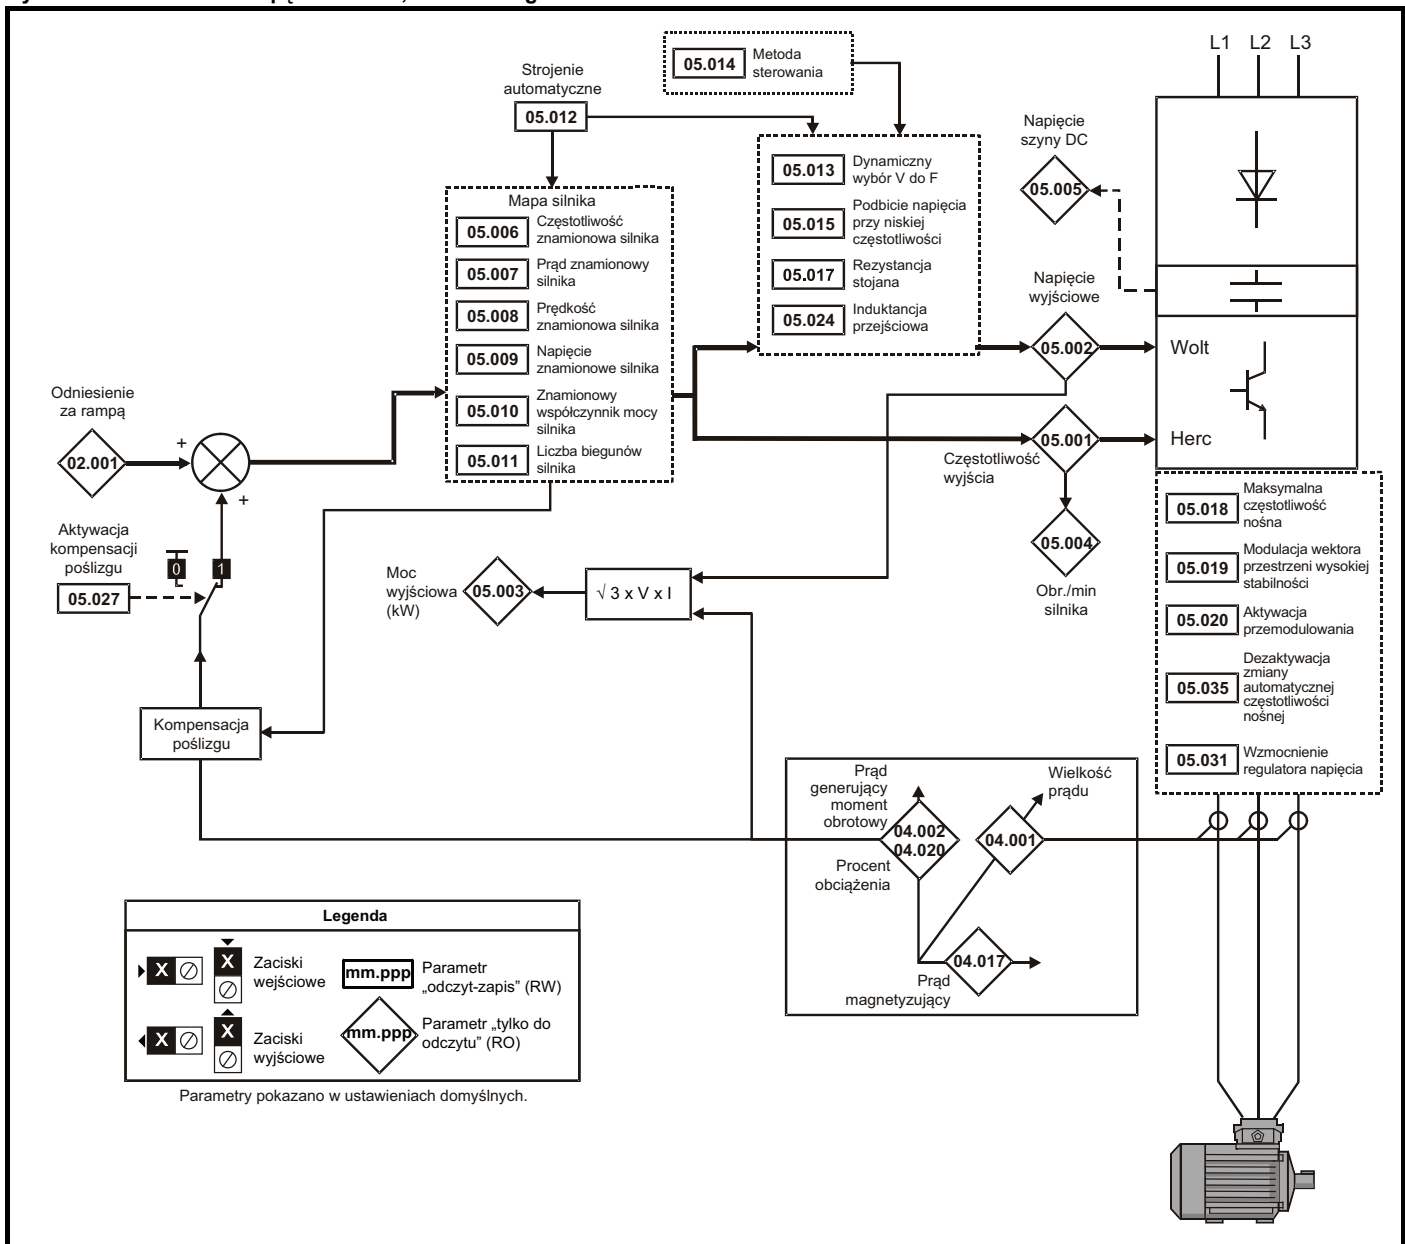 L1 L2 L3
05.014
Metoda
sterowania
Strojenie
automatyczne
05.012
Napięcie
szyny DC
05.005
05.013
Dynamiczny
wybór V do F
05.015
Podbicie napięcia
przy niskiej
częstotliwości
05.017
Rezystancja
stojana
05.024
Induktancja
przejściowa
Mapa silnika
05.006
Częstotliwość
znamionowa silnika
05.007
Prąd znamionowy
silnika
05.008
Prędkość
znamionowa silnika
05.009
Napięcie
znamionowe silnika
05.010
Znamionowy
współczynnik mocy
silnika
05.011
Liczba biegunów
silnika
Napięcie
wyjściowe
05.002
Wolt
05.001
Herc
Częstotliwość
wyjścia
05.004
Obr./min
silnika
Odniesienie
za rampą
02.001
+
+
Aktywacja
kompensacji
poślizgu
05.027
0
1
Moc
wyjściowa
(kW)
05.003
√ 3 x V x I
Kompensacja
poślizgu
05.018
Maksymalna
częstotliwość
nośna
05.019
Modulacja wektora
przestrzeni wysokiej
stabilności
05.020
Aktywacja
przemodulowania
05.035
Dezaktywacja
zmiany
automatycznej
częstotliwości
nośnej
05.031
Wzmocnienie
regulatora napięcia
Prąd
generujący
moment
obrotowy
04.002
04.020
Procent
obciążenia
Wielkość
prądu
04.001
04.017
Prąd
magnetyzujący
Legenda
X
X
Zaciski
wejściowe
mm.ppp
Parametr
„odczyt-zapis” (RW)
X
X
Zaciski
wyjściowe
mm.ppp
Parametr „tylko do
odczytu” (RO)
Parametry pokazano w ustawieniach domyślnych.